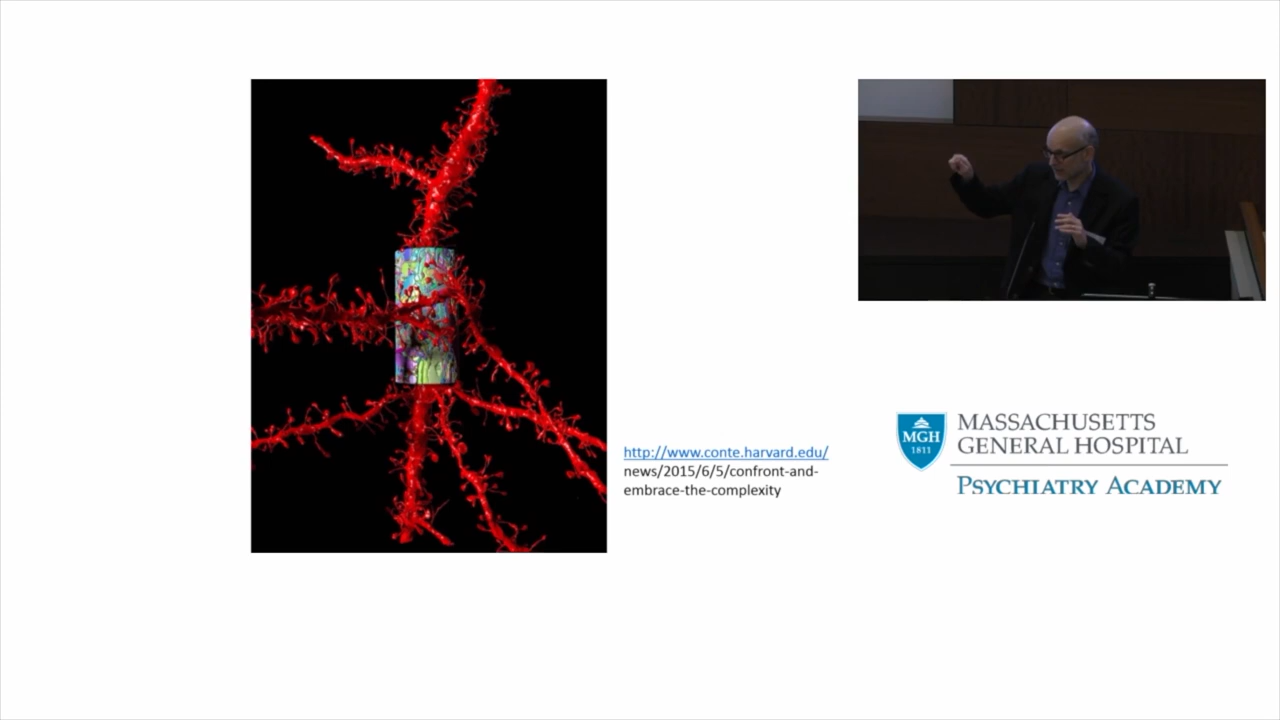 http://www.conte.harvard.edu/
news/2015/6/5/confront-and-
embrace-the-complexity
MGH
1811
MASSACHUSETTS
GENERAL HOSPITAL
PSYCHIATRY ACADEMY